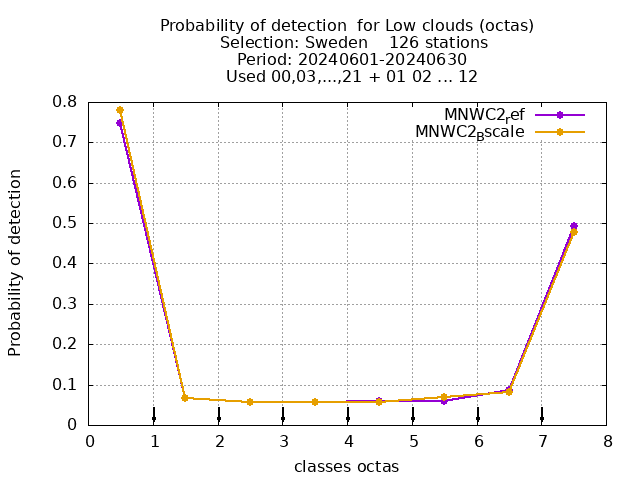 Probability of detection  for Low clouds (octas)
Selection: Sweden    126 stations
Period: 20240601-20240630
Used 00,03,...,21 + 01 02 ... 12
MNWC2ref
MNWC2Bscale
0.8
0.7
0.6
0.5
0.4
0.3
0.2
0.1
0
Probability of detection
0 1 2 3 4 5 6 7 8
classes octas